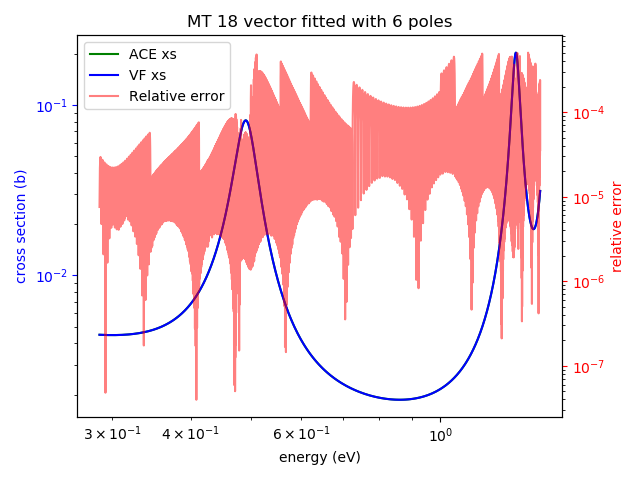 MT 18 vector fitted with 6 poles
ACE xs
VF xs
Relative error
cross section (b)
10⁻¹
10⁻²
10⁻⁴
10⁻⁵
10⁻⁶
10⁻⁷
relative error
3 × 10⁻¹ 4 × 10⁻¹ 6 × 10⁻¹ 10⁰
energy (eV)